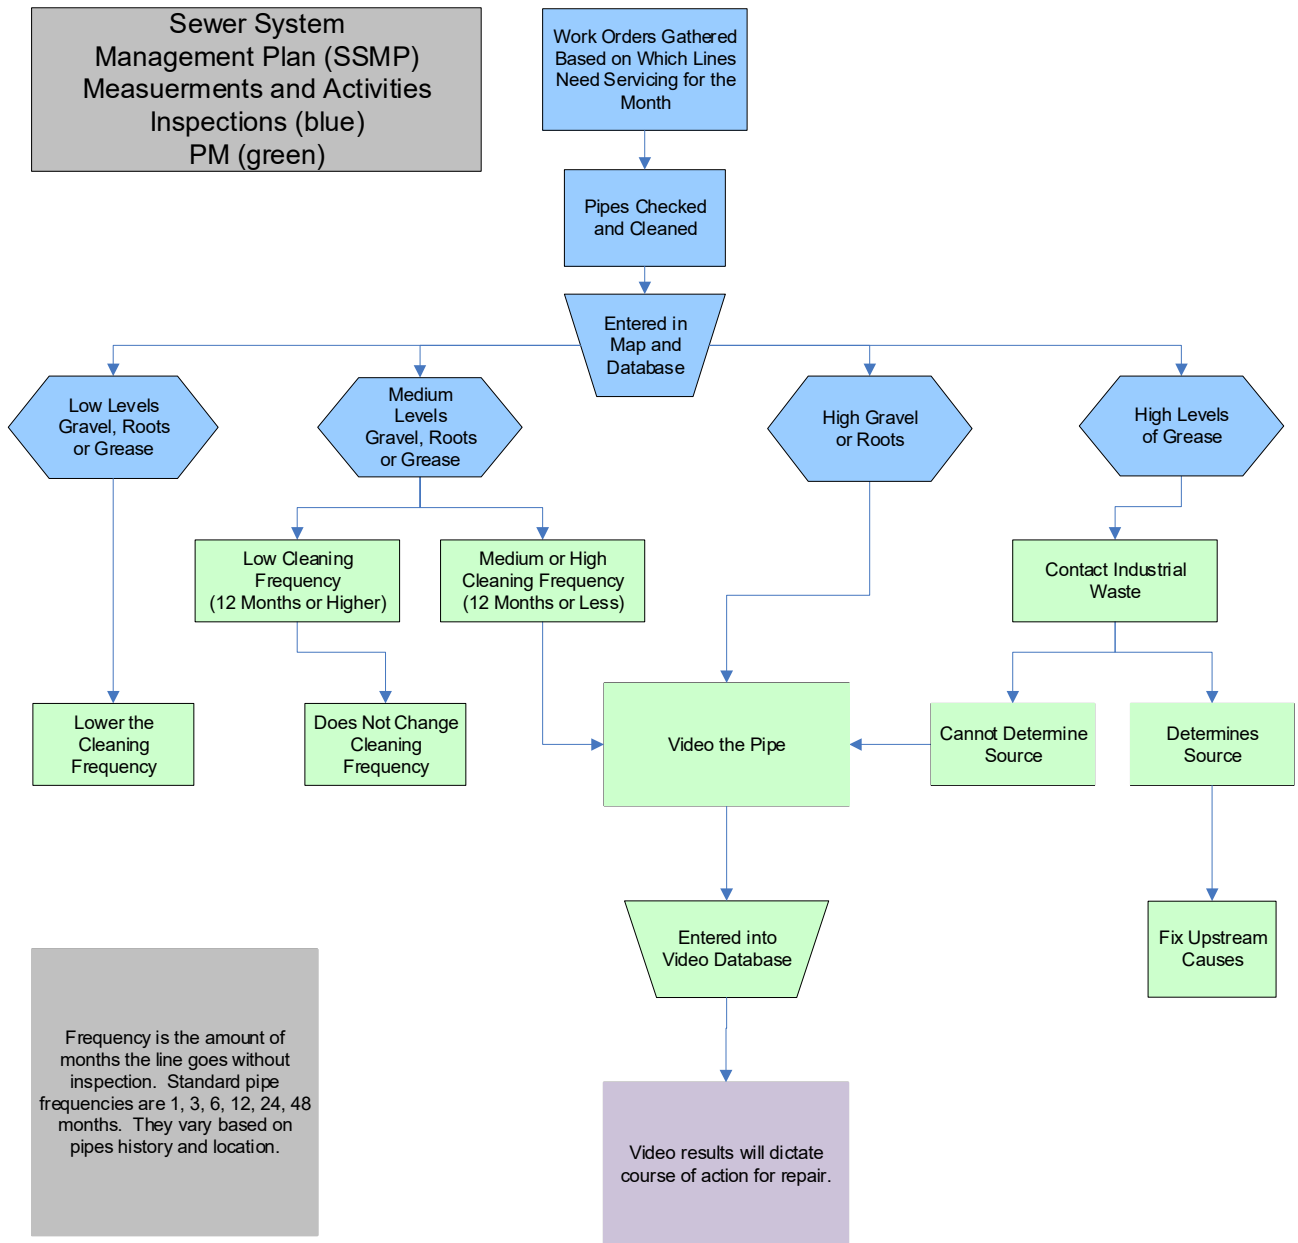 Sewer System
Management Plan (SSMP)
Measuerments and Activities
Inspections (blue)
PM (green)
Work Orders Gathered
Based on Which Lines
Need Servicing for the
Month
Pipes Checked
and Cleaned
Entered in
Map and
Database
Low Levels
Gravel, Roots
or Grease
Medium
Levels
Gravel, Roots
or Grease
High Gravel
or Roots
High Levels
of Grease
Low Cleaning
Frequency
(12 Months or Higher)
Medium or High
Cleaning Frequency
(12 Months or Less)
Contact Industrial
Waste
Lower the
Cleaning
Frequency
Does Not Change
Cleaning
Frequency
Video the Pipe
Cannot Determine
Source
Determines
Source
Entered into
Video Database
Fix Upstream
Causes
Frequency is the amount of
months the line goes without
inspection.  Standard pipe
frequencies are 1, 3, 6, 12, 24, 48
months.  They vary based on
pipes history and location.
Video results will dictate
course of action for repair.